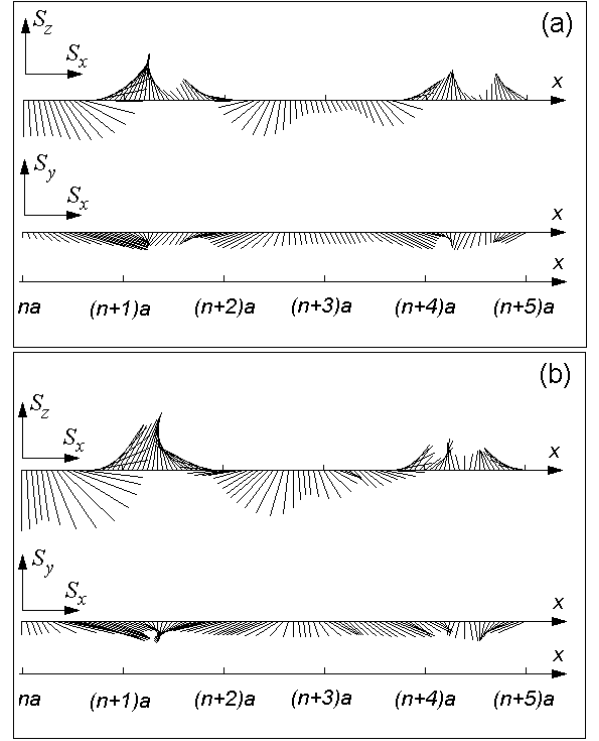 (a)
S_z
S_x
x
S_y
S_x
x
x
na (n+1)a (n+2)a (n+3)a (n+4)a (n+5)a
(b)
S_z
S_x
x
S_y
S_x
x
x
na (n+1)a (n+2)a (n+3)a (n+4)a (n+5)a